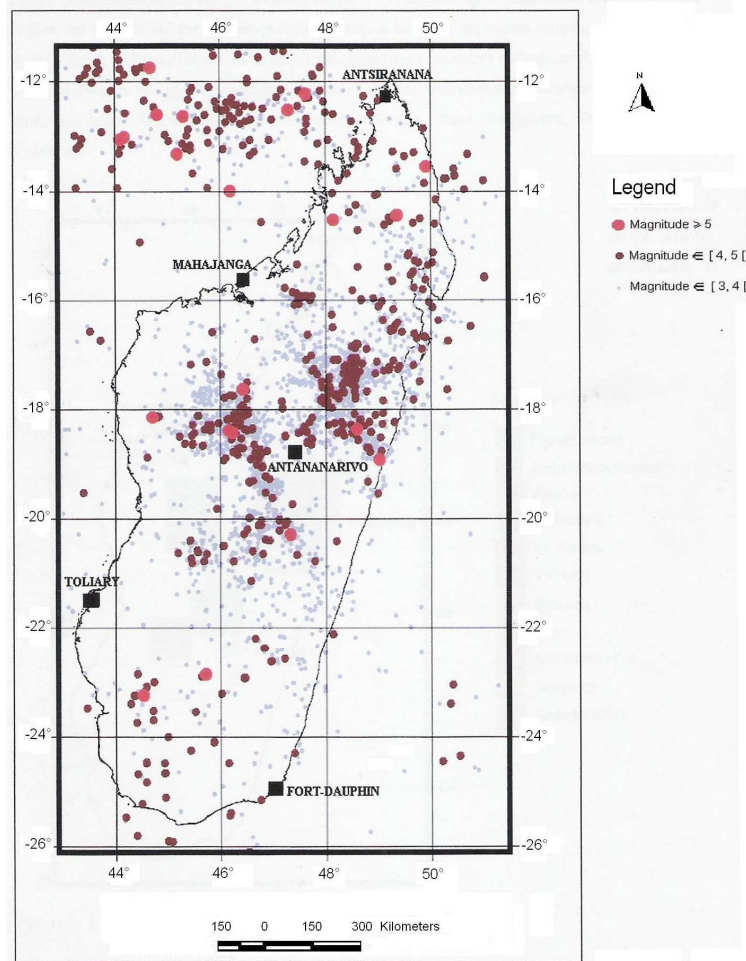 44° 46° 48° 50°
N
-12° ANTSIRANANA -12°
-14° -14°
Legend
Magnitude ⩾ 5
Magnitude ∈ [ 4, 5 [
Magnitude ∈ [ 3, 4 [
MAHAJANGA
-16° -16°
-18° -18°
ANTANANARIVO
-20° -20°
TOLIARY
-22° -22°
-24° -24°
FORT-DAUPHIN
-26° -26°
44° 46° 48° 50°
150 0 150 300 Kilometers